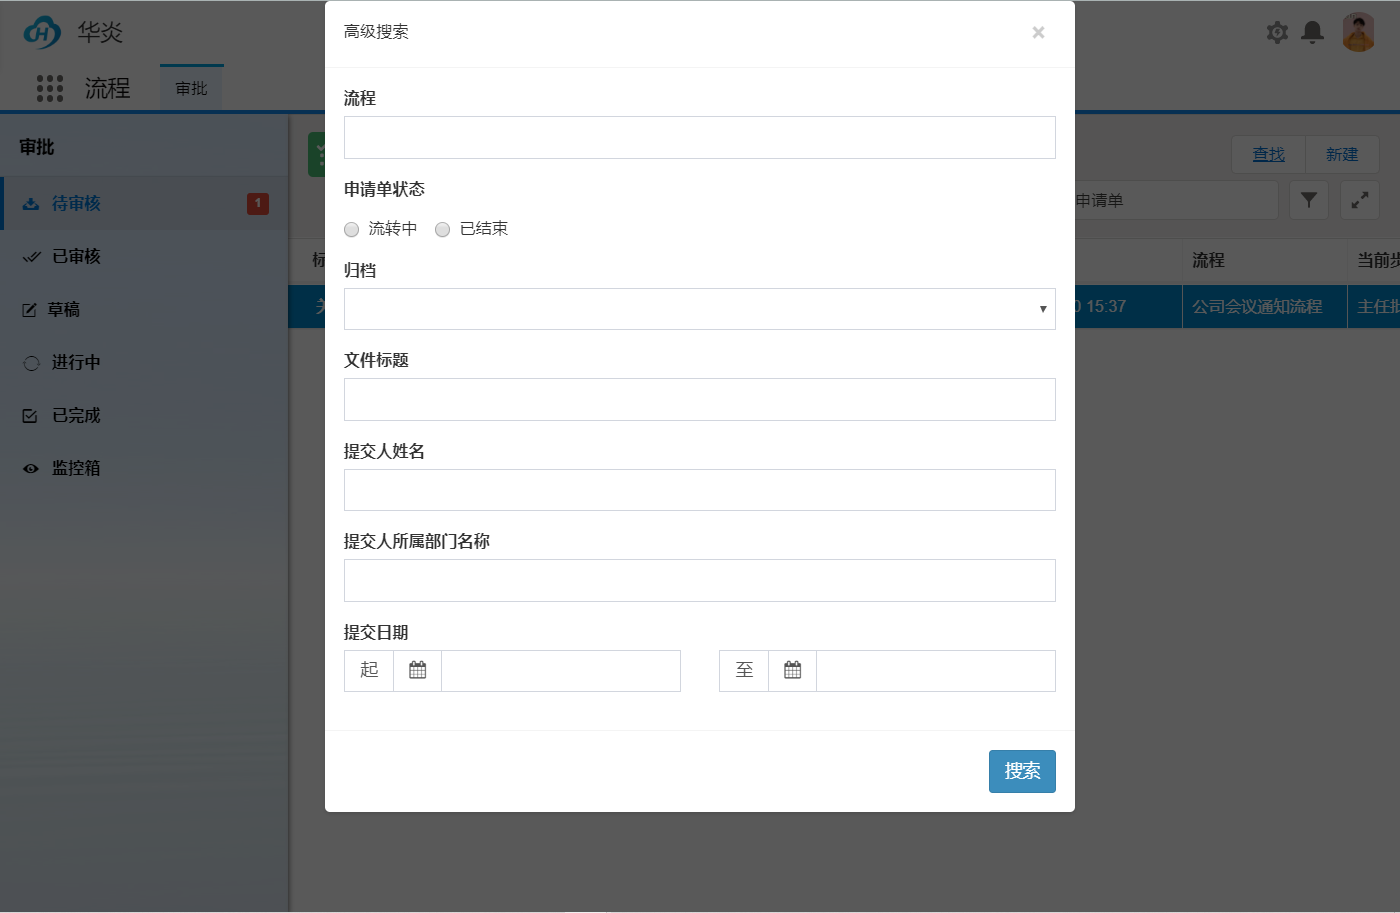 华炎
流程
审批
审批
待审核
1
已审核
草稿
进行中
已完成
监控箱
高级搜索
×
流程
申请单状态
流转中
已结束
归档
文件标题
提交人姓名
提交人所属部门名称
提交日期
起
至
搜索
查找
新建
申请单
流程
当前
15:37
公司会议通知流程
主任